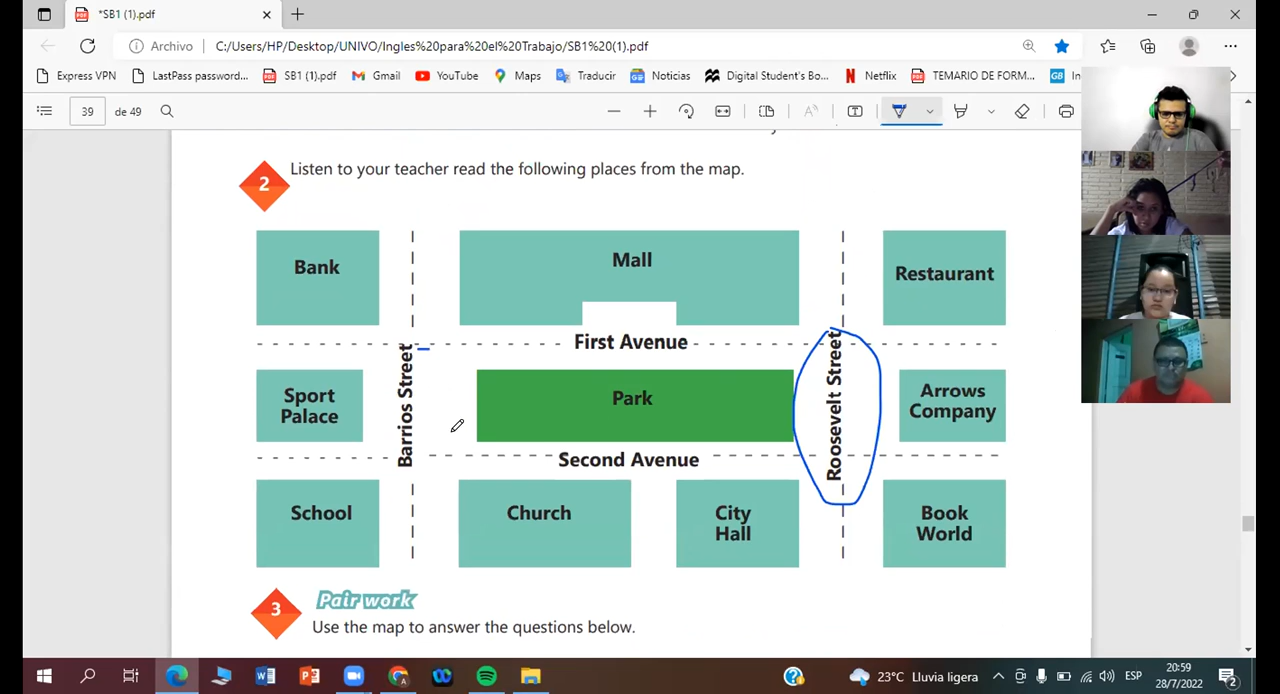 *SB1 (1).pdf
Archivo C:/Users/HP/Desktop/UNIVO/Ingles%20para%20el%20Trabajo/SB1%20(1).pdf
Express VPN LastPass password... SB1 (1).pdf Gmail YouTube Maps Traducir Noticias Digital Student's Bo... Netflix TEMARIO DE FORM... GB In
39 de 49
2 Listen to your teacher read the following places from the map.
Bank
Mall
Restaurant
First Avenue
Barrios Street
Roosevelt Street
Sport
Palace
Park
Arrows
Company
Second Avenue
School
Church
City
Hall
Book
World
3 Pair work
Use the map to answer the questions below.
23°C Lluvia ligera ESP 20:59
28/7/2022 2